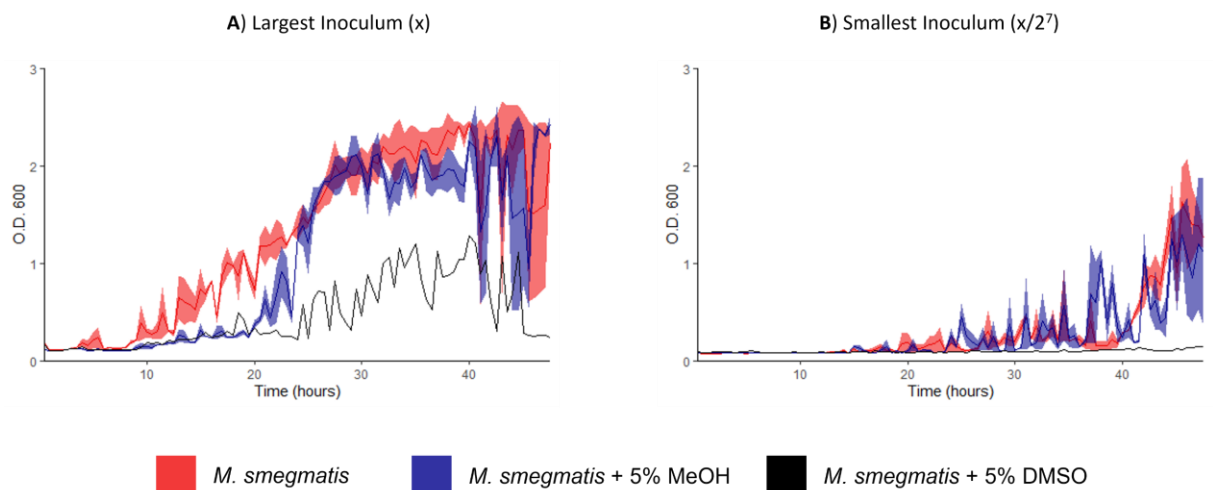 A) Largest Inoculum (x)
B) Smallest Inoculum (x/2⁷)
3
2
1
0
O.D. 600
10
20
30
40
Time (hours)
3
2
1
0
O.D. 600
10
20
30
40
Time (hours)
M. smegmatis
M. smegmatis + 5% MeOH
M. smegmatis + 5% DMSO